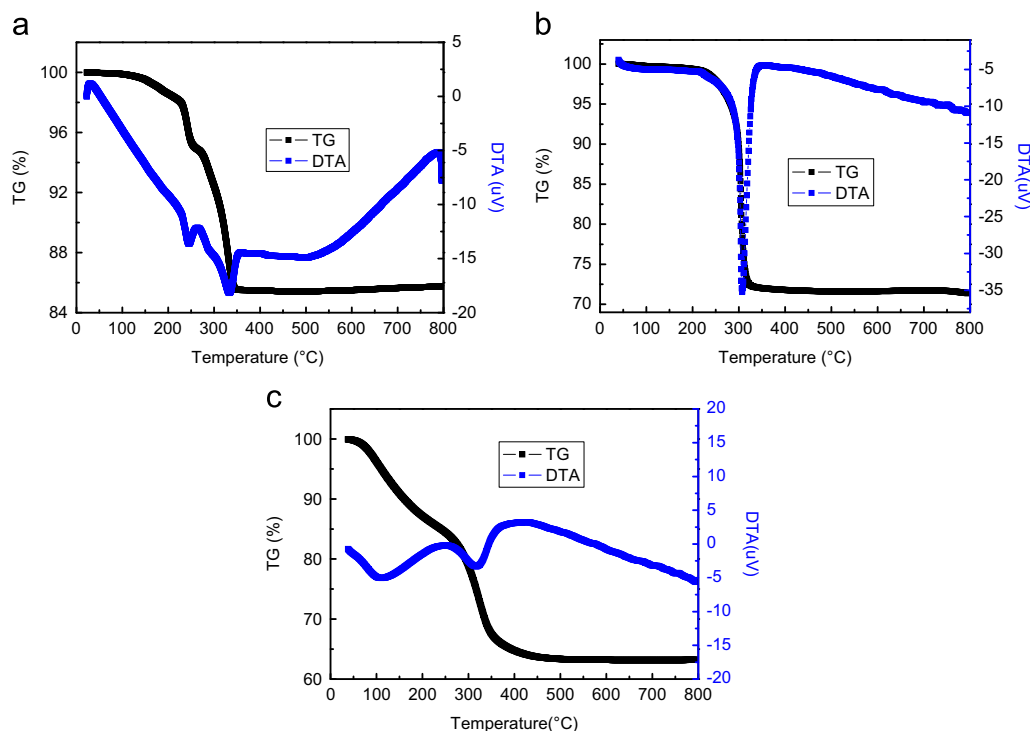 a
TG (%)
100
96
92
88
84
0 100 200 300 400 500 600 700 800
Temperature (°C)
5
0
-5
-10
-15
-20
DTA (uV)
TG
DTA
b
TG (%)
100
95
90
85
80
75
70
0 100 200 300 400 500 600 700 800
Temperature (°C)
-5
-10
-15
-20
-25
-30
-35
DTA(uV)
TG
DTA
c
TG (%)
100
90
80
70
60
0 100 200 300 400 500 600 700 800
Temperature(°C)
20
15
10
5
0
-5
-10
-15
-20
DTA(uV)
TG
DTA